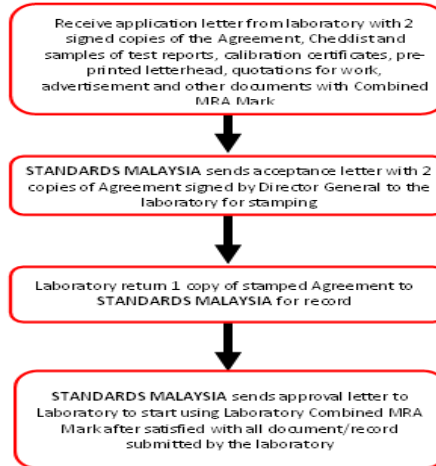 Receive application letter from laboratory with 2
signed copies of the Agreement, Checklist and
samples of test reports, calibration certificates, pre-
printed letterhead, quotations for work,
advertisement and other documents with Combined
MRA Mark
STANDARDS MALAYSIA sends acceptance letter with 2
copies of Agreement signed by Director General to the
laboratory for stamping
Laboratory return 1 copy of stamped Agreement to
STANDARDS MALAYSIA for record
STANDARDS MALAYSIA sends approval letter to
Laboratory to start using Laboratory Combined MRA
Mark after satisfied with all document/record
submitted by the laboratory